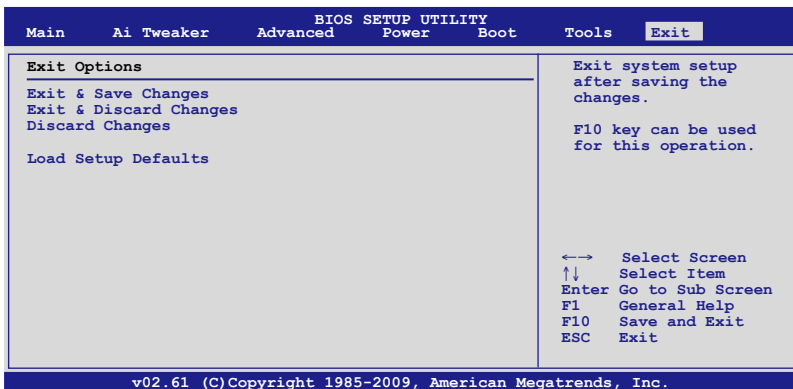 BIOS SETUP UTILITY
Main Ai Tweaker Advanced Power Boot Tools Exit
Exit Options
Exit & Save Changes
Exit & Discard Changes
Discard Changes
Load Setup Defaults
Exit system setup
after saving the
changes.
F10 key can be used
for this operation.
←→ Select Screen
↑↓ Select Item
Enter Go to Sub Screen
F1 General Help
F10 Save and Exit
ESC Exit
v02.61 (C)Copyright 1985-2009, American Megatrends, Inc.